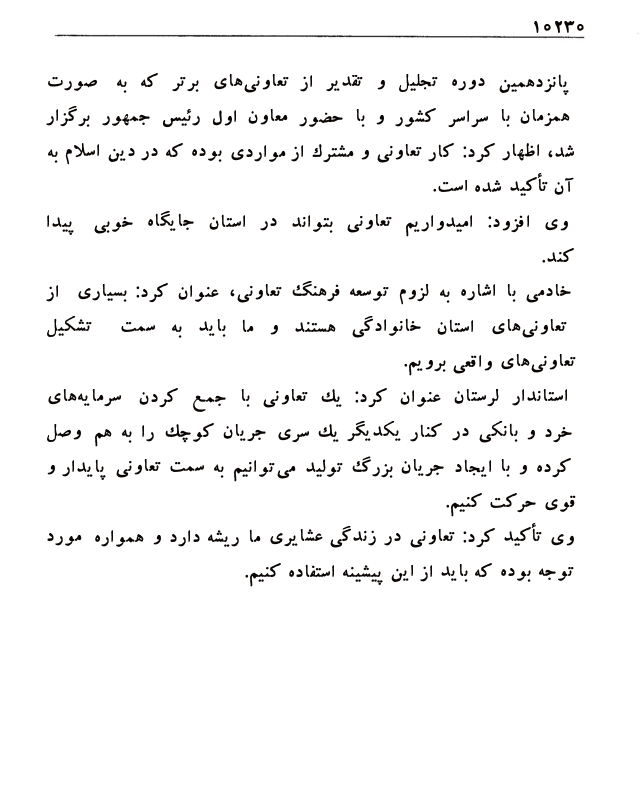 ۱۰۲۳۰
پانزدهمین دوره تجلیل و تقدیر از تعاونی‌های برتر که به صورت
همزمان با سراسر کشور و با حضور معاون اول رئیس جمهور برگزار
شد، اظهار کرد: کار تعاونی و مشترك از مواردی بوده که در دین اسلام به
آن تأکید شده است.
وی افزود: امیدواریم تعاونی بتواند در استان جایگاه خوبی پیدا
کند.
خادمی با اشاره به لزوم توسعه فرهنگ تعاونی، عنوان کرد: بسیاری از
تعاونی‌های استان خانوادگی هستند و ما باید به سمت تشکیل
تعاونی‌های واقعی برویم.
استاندار لرستان عنوان کرد: يك تعاونی با جمع کردن سرمایه‌های
خرد و بانکی در کنار یکدیگر يك سری جریان کوچك را به هم وصل
کرده و با ایجاد جریان بزرگ تولید می‌توانیم به سمت تعاونی پایدار و
قوی حرکت کنیم.
وی تأکید کرد: تعاونی در زندگی عشایری ما ریشه دارد و همواره مورد
توجه بوده که باید از این پیشینه استفاده کنیم.